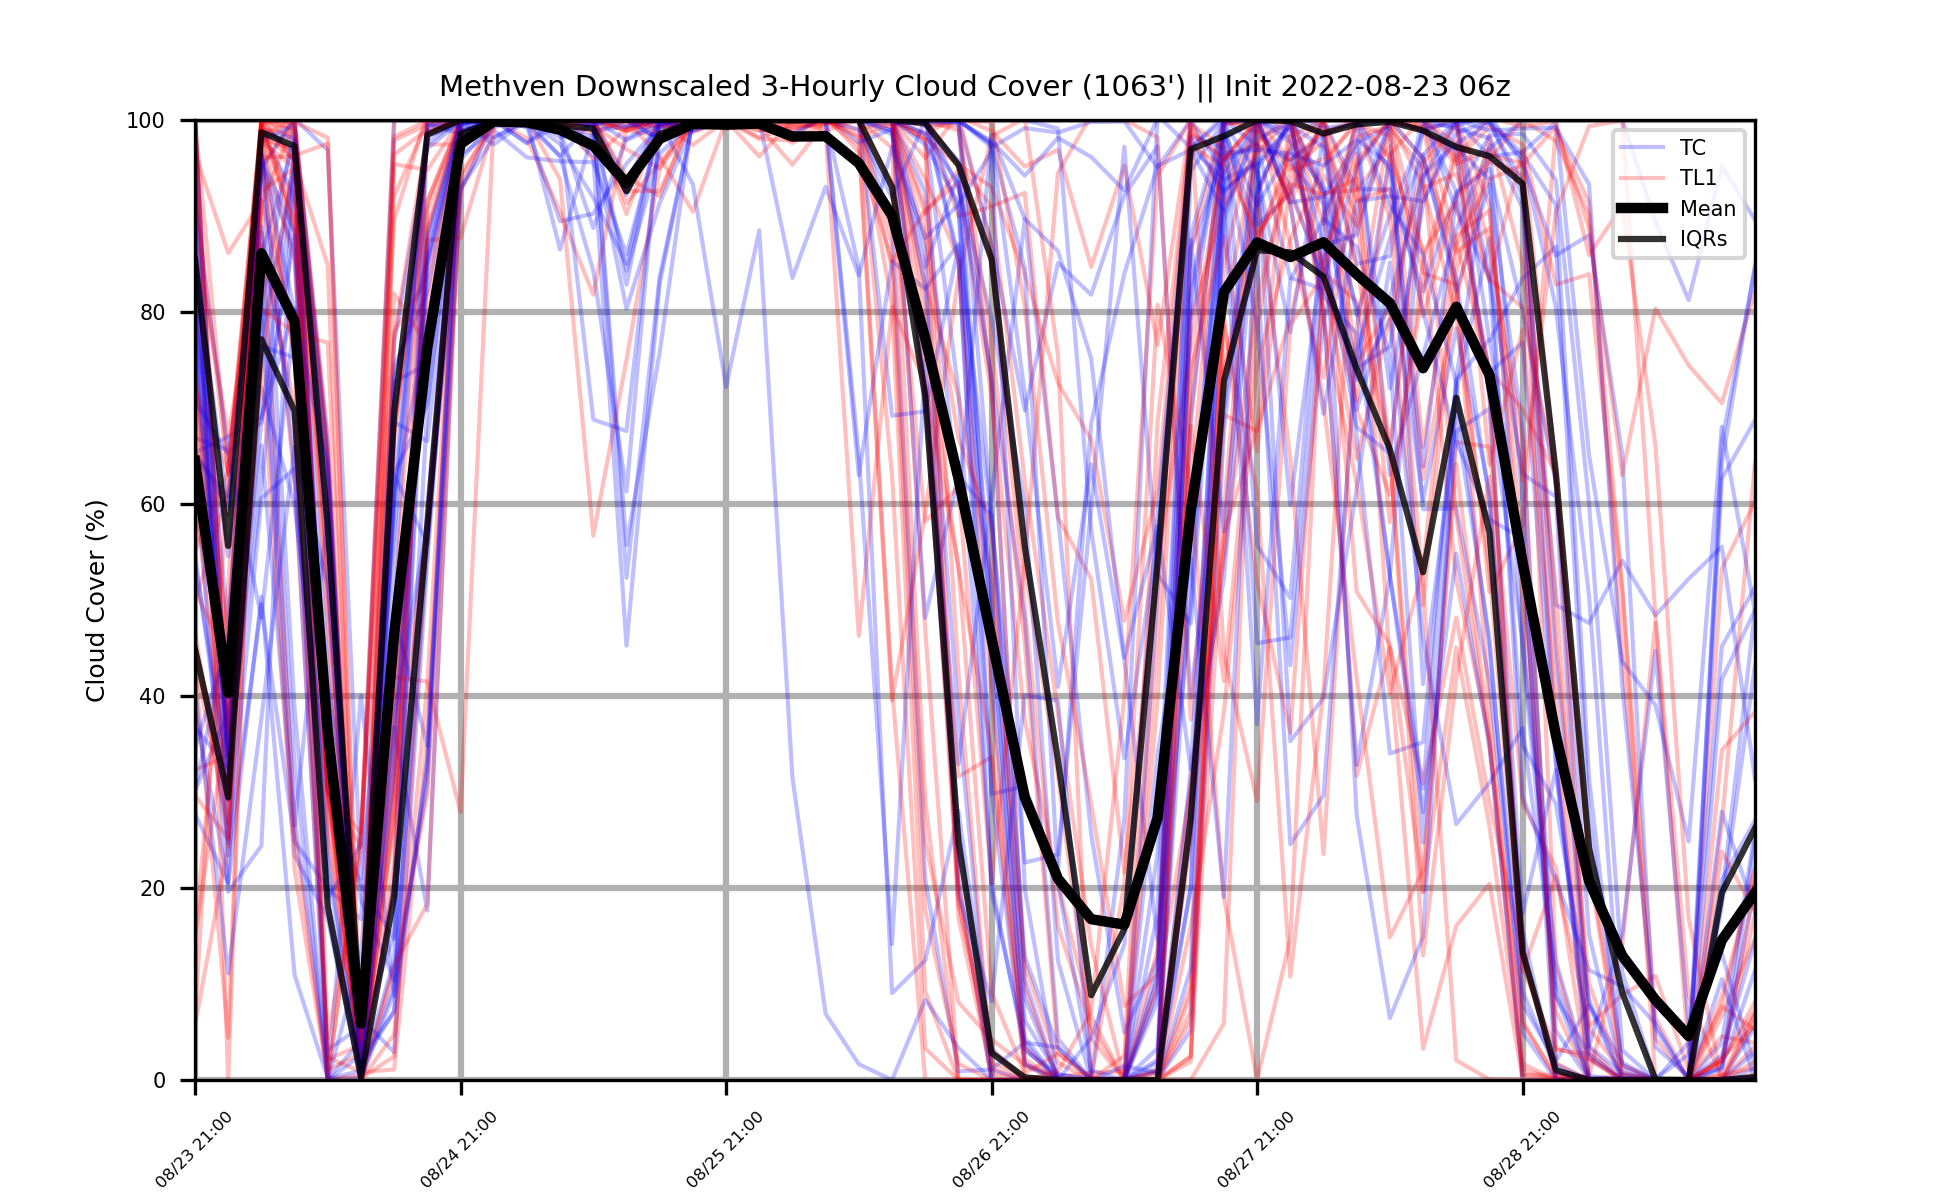 Methven Downscaled 3-Hourly Cloud Cover (1063') || Init 2022-08-23 06z
TC
TL1
Mean
IQRs
Cloud Cover (%)
100
80
60
40
20
0
08/23 21:00
08/24 21:00
08/25 21:00
08/26 21:00
08/27 21:00
08/28 21:00